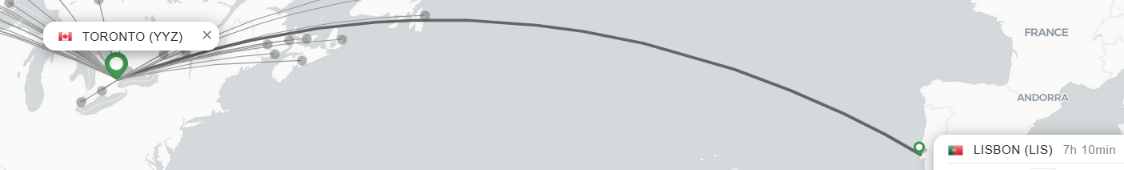 TORONTO (YYZ) ×
FRANCE
ANDORRA
LISBON (LIS) 7h 10min